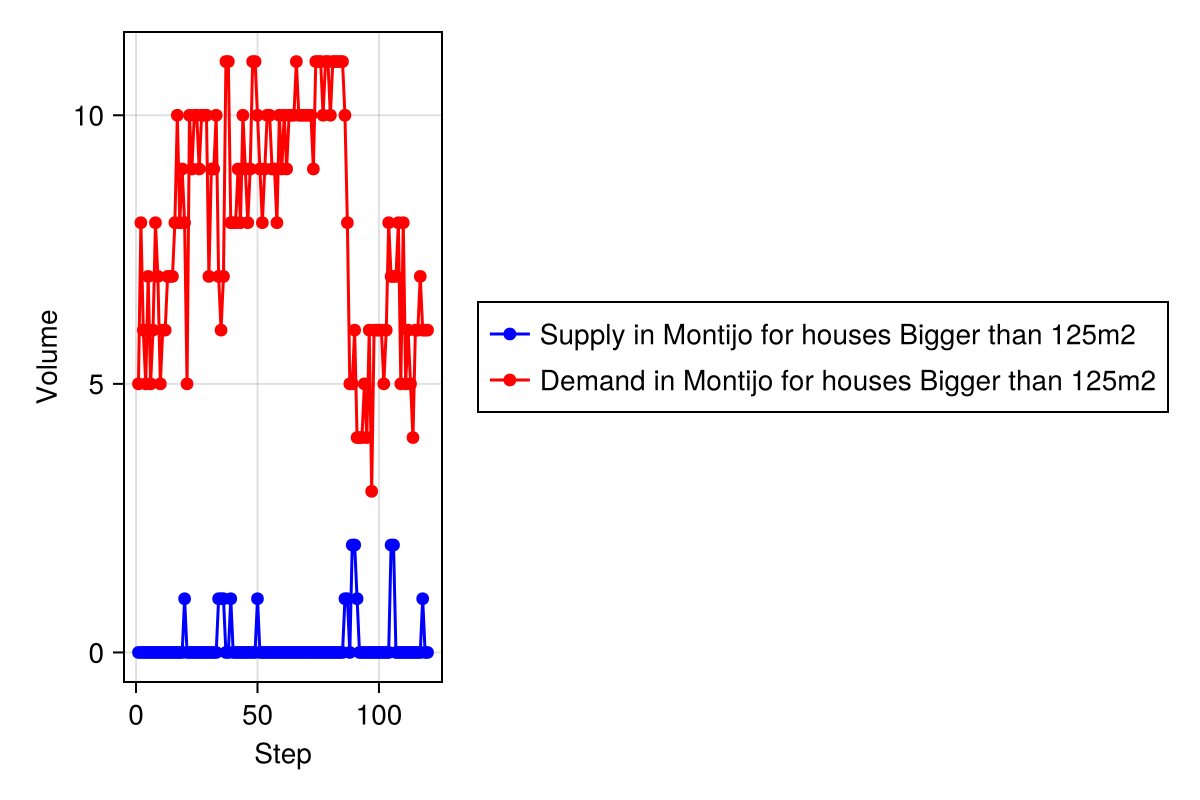 Volume
10
5
0
0 50 100
Step
Supply in Montijo for houses Bigger than 125m2
Demand in Montijo for houses Bigger than 125m2